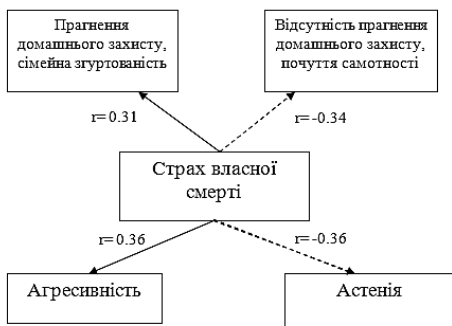 Прагнення
домашнього захисту,
сімейна згуртованість
Відсутність прагнення
домашнього захисту,
почуття самотності
r=0.31
r=-0.34
Страх власної
смерті
r=0.36
r=-0.36
Агресивність
Астенія